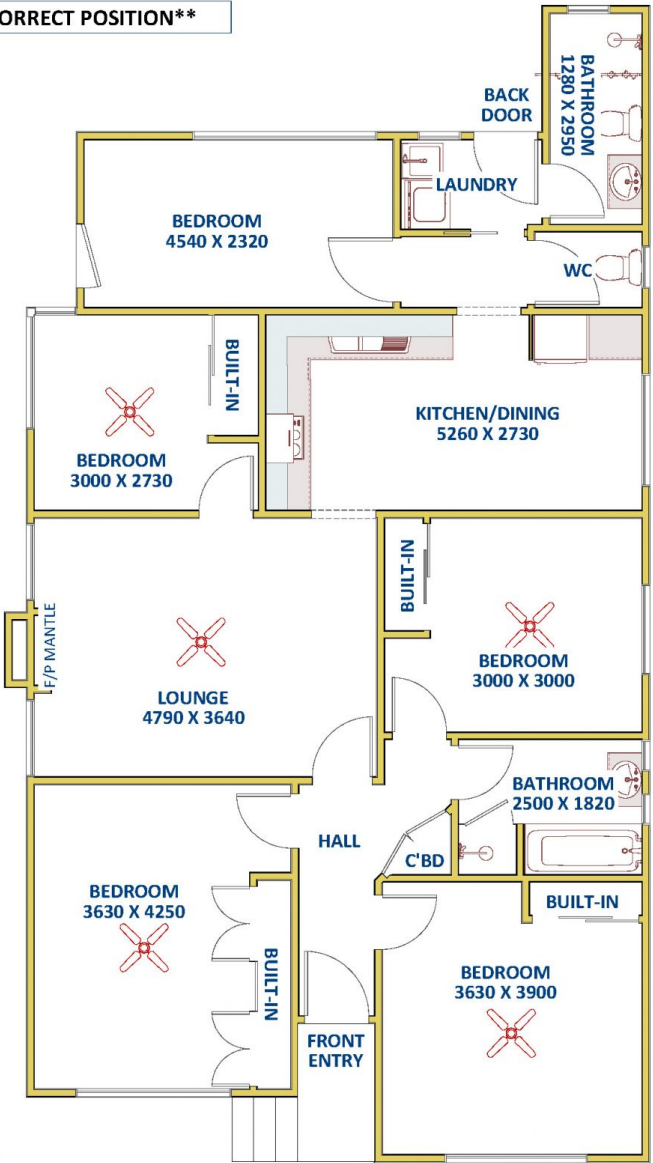 ORRECT POSITION**
BATHROOM
1280 X 2950
BACK
DOOR
LAUNDRY
BEDROOM
4540 X 2320
WC
BUILT-IN
BEDROOM
3000 X 2730
KITCHEN/DINING
5260 X 2730
BUILT-IN
F/P MANTLE
BEDROOM
3000 X 3000
LOUNGE
4790 X 3640
BATHROOM
2500 X 1820
HALL
C'BD
BEDROOM
3630 X 4250
BUILT-IN
BUILT-IN
BEDROOM
3630 X 3900
FRONT
ENTRY